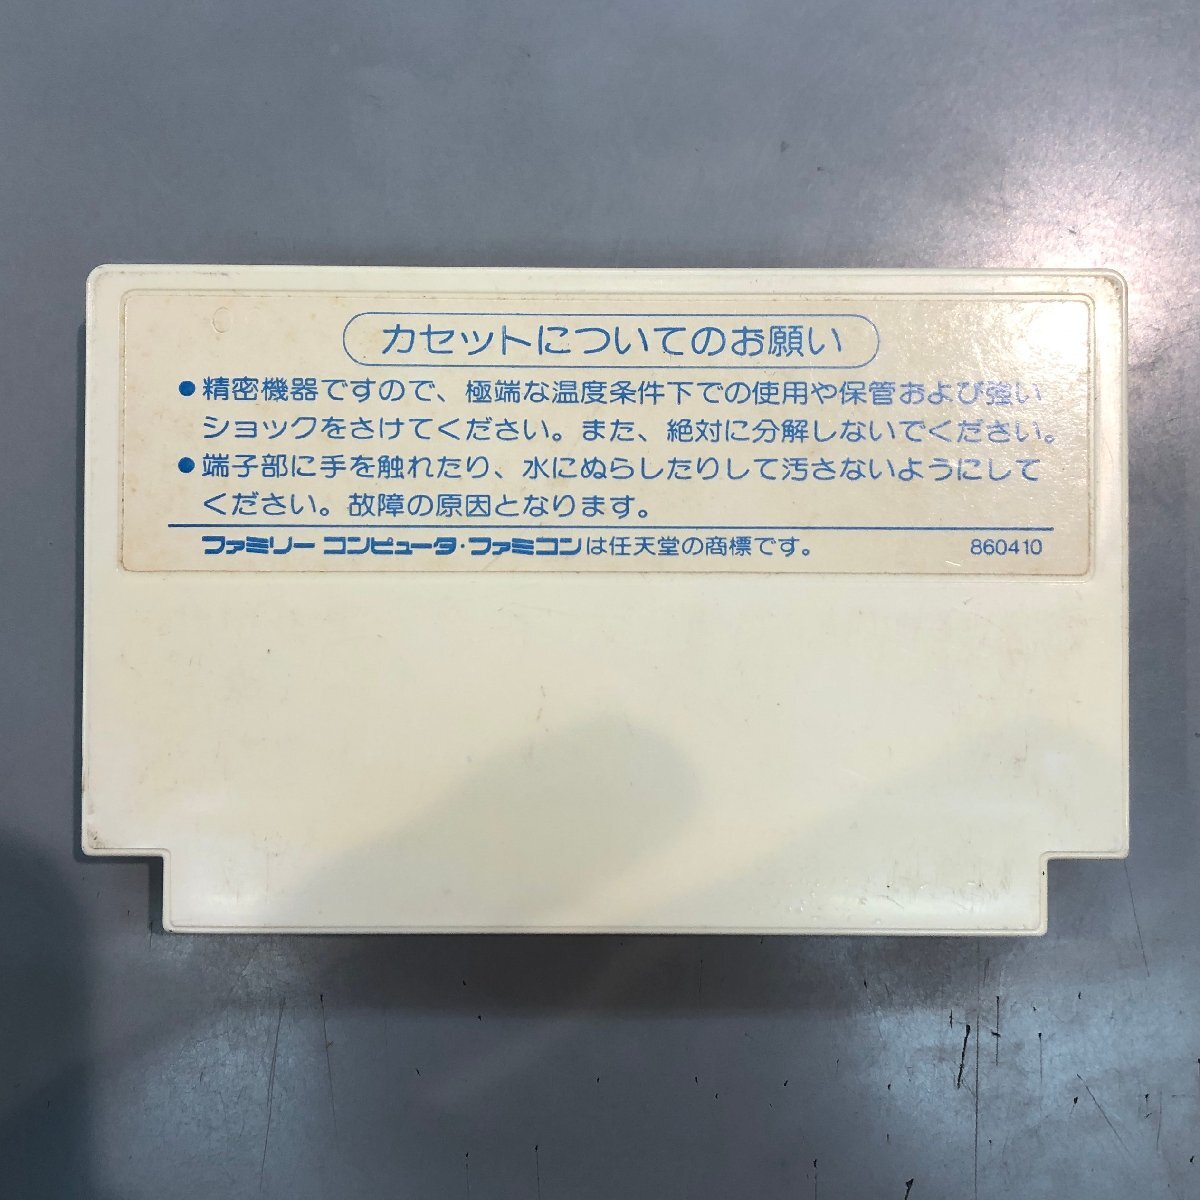 カセットについてのお願い
●精密機器ですので、極端な温度条件下での使用や保管および強い
ショックをさけてください。また、絶対に分解しないでください。
●端子部に手を触れたり、水にぬらしたりして汚さないようにして
ください。故障の原因となります。
ファミリー コンピュータ・ファミコンは任天堂の商標です。 860410